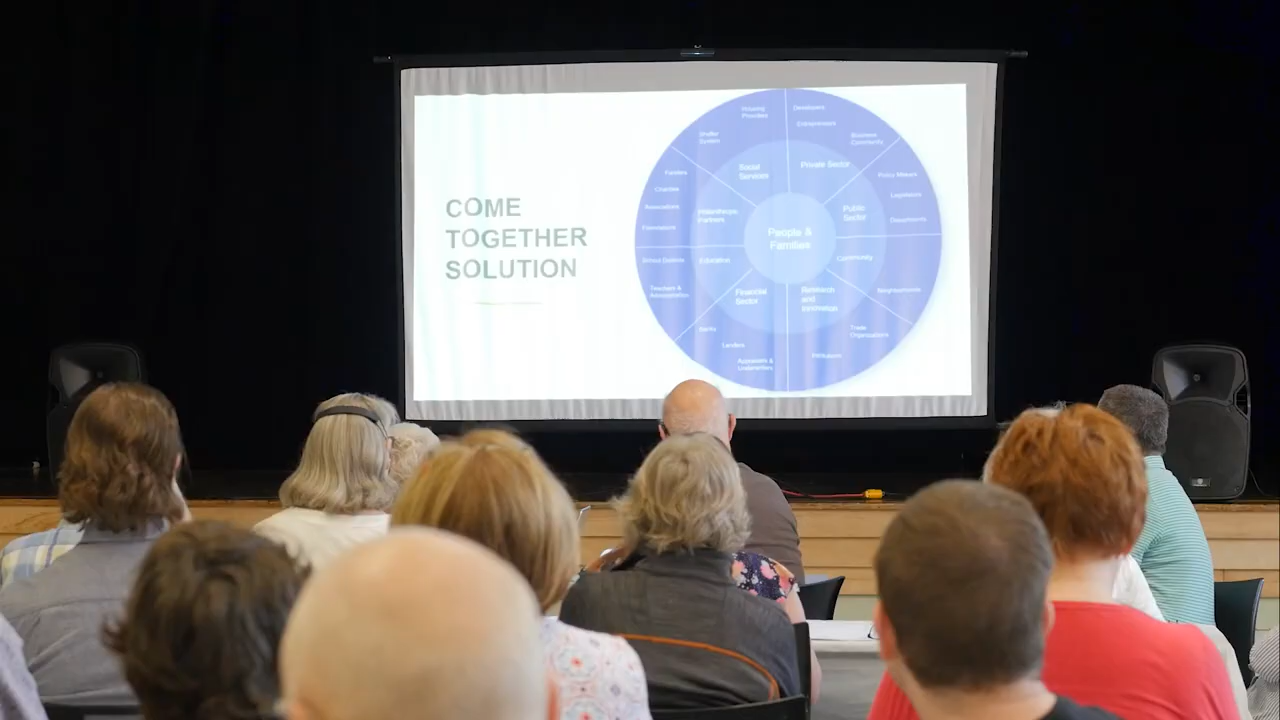 COME
TOGETHER
SOLUTION
Housing
Providers
Shelter
System
Developers
Entrepreneurs
Business
Community
Social
Services
Private Sector
Families
Charities
Associations
Foundations
Philanthropic
Partners
Public
Sector
Policy Makers
Legislators
Departments
People &
Families
School Districts
Teachers &
Administration
Education
Community
Neighborhoods
Financial
Sector
Research
and
Innovation
Banks
Lenders
Appraisers &
Underwriters
Trade
Organizations
Institutions